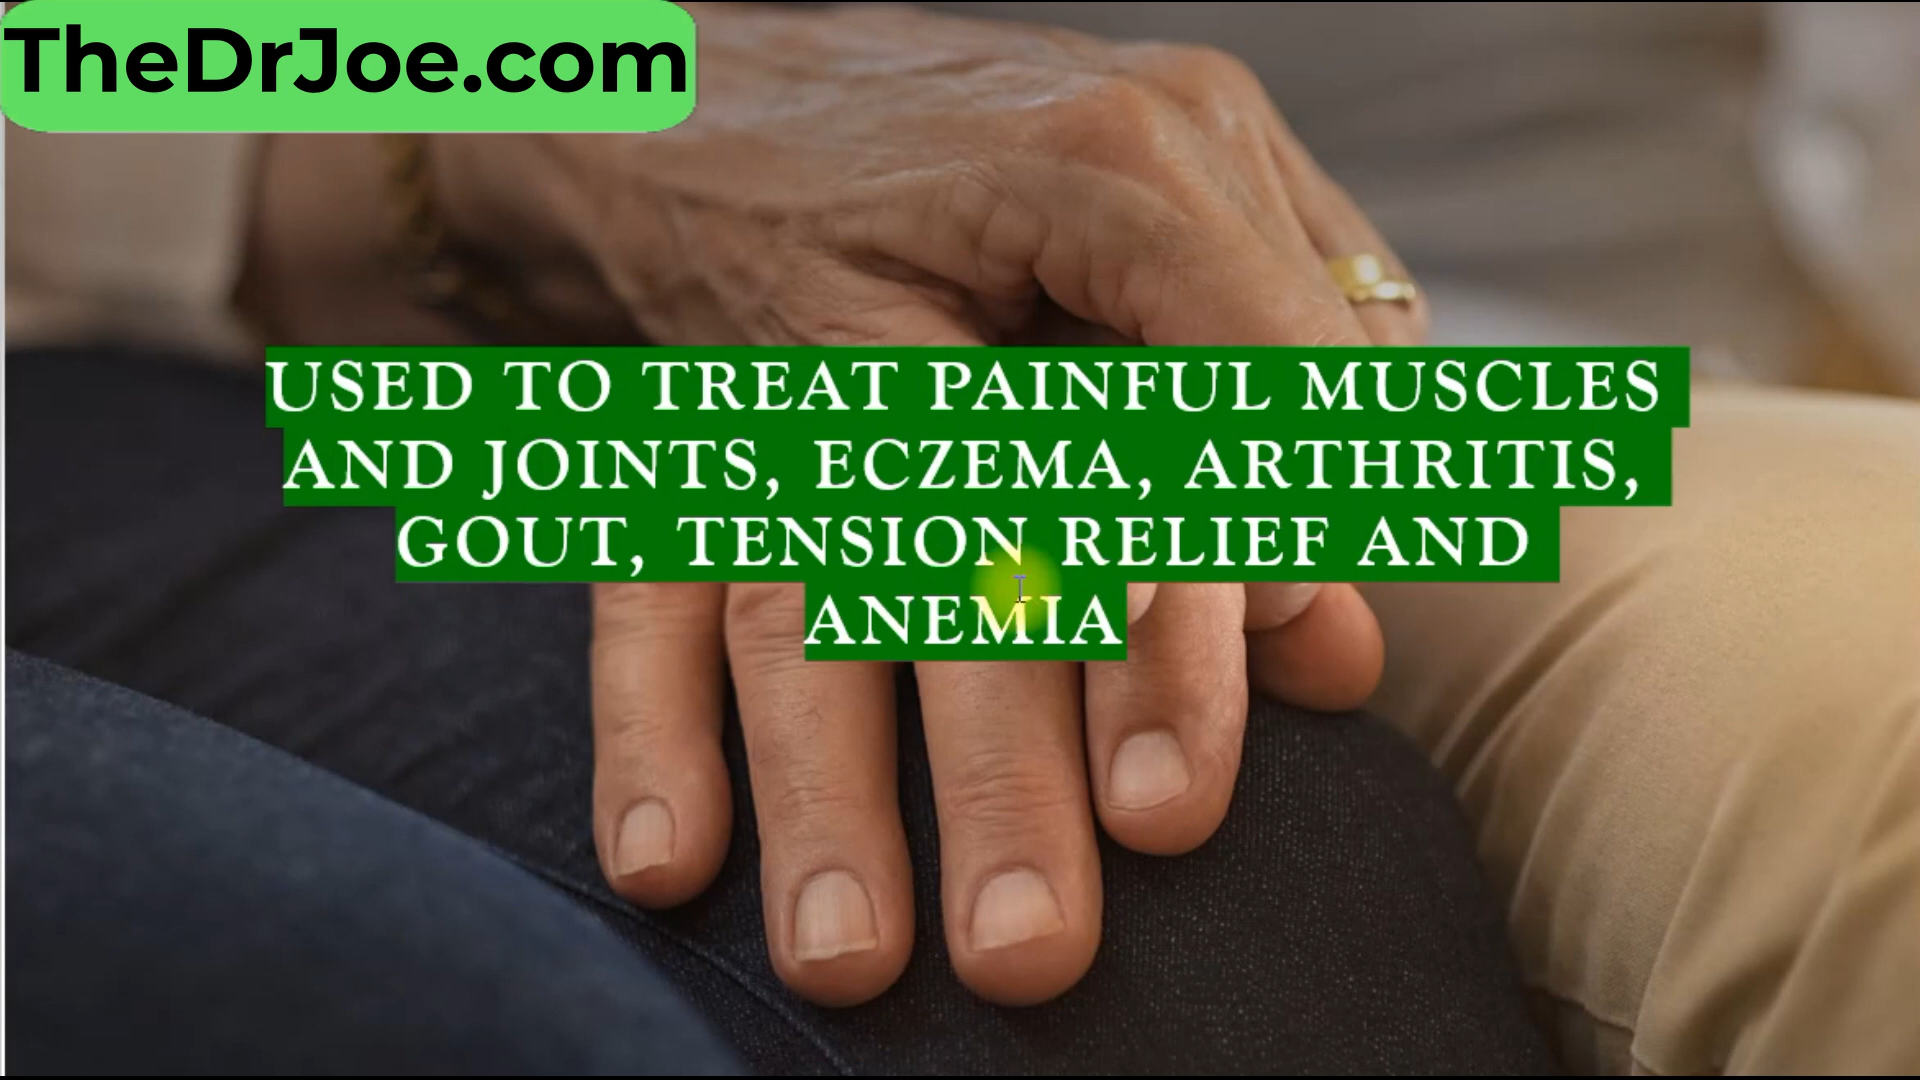 TheDrJoe.com
USED TO TREAT PAINFUL MUSCLES
AND JOINTS, ECZEMA, ARTHRITIS,
GOUT, TENSION RELIEF AND
ANEMIA